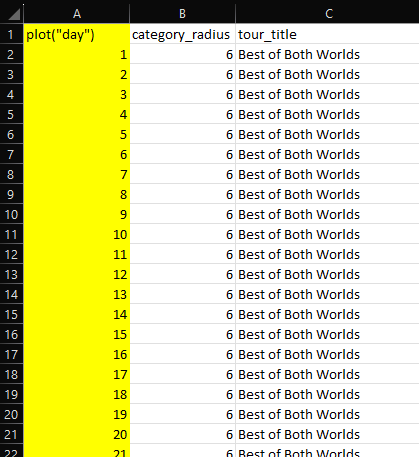 A B C
1 plot("day") category_radius tour_title
2 1 6 Best of Both Worlds
3 2 6 Best of Both Worlds
4 3 6 Best of Both Worlds
5 4 6 Best of Both Worlds
6 5 6 Best of Both Worlds
7 6 6 Best of Both Worlds
8 7 6 Best of Both Worlds
9 8 6 Best of Both Worlds
10 9 6 Best of Both Worlds
11 10 6 Best of Both Worlds
12 11 6 Best of Both Worlds
13 12 6 Best of Both Worlds
14 13 6 Best of Both Worlds
15 14 6 Best of Both Worlds
16 15 6 Best of Both Worlds
17 16 6 Best of Both Worlds
18 17 6 Best of Both Worlds
19 18 6 Best of Both Worlds
20 19 6 Best of Both Worlds
21 20 6 Best of Both Worlds
22 21 6 Best of Both Worlds